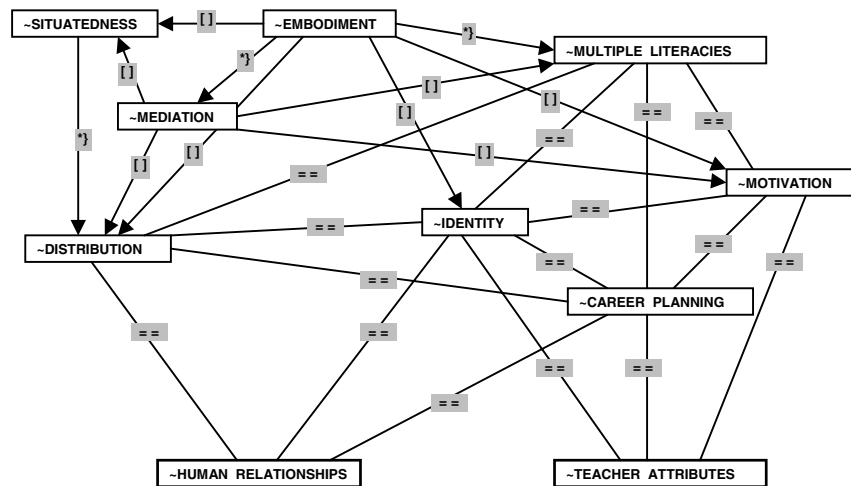 ~SITUATEDNESS
[ ]
~EMBODIMENT
*}
~MULTIPLE LITERACIES
[ ]
*}
[ ]
[ ]
= =
~MEDIATION
[ ]
= =
= =
*}
[ ]
[ ]
[ ]
= =
~MOTIVATION
~DISTRIBUTION
= =
~IDENTITY
= =
= =
= =
= =
= =
~CAREER PLANNING
= =
= =
= =
= =
= =
~HUMAN RELATIONSHIPS
~TEACHER ATTRIBUTES